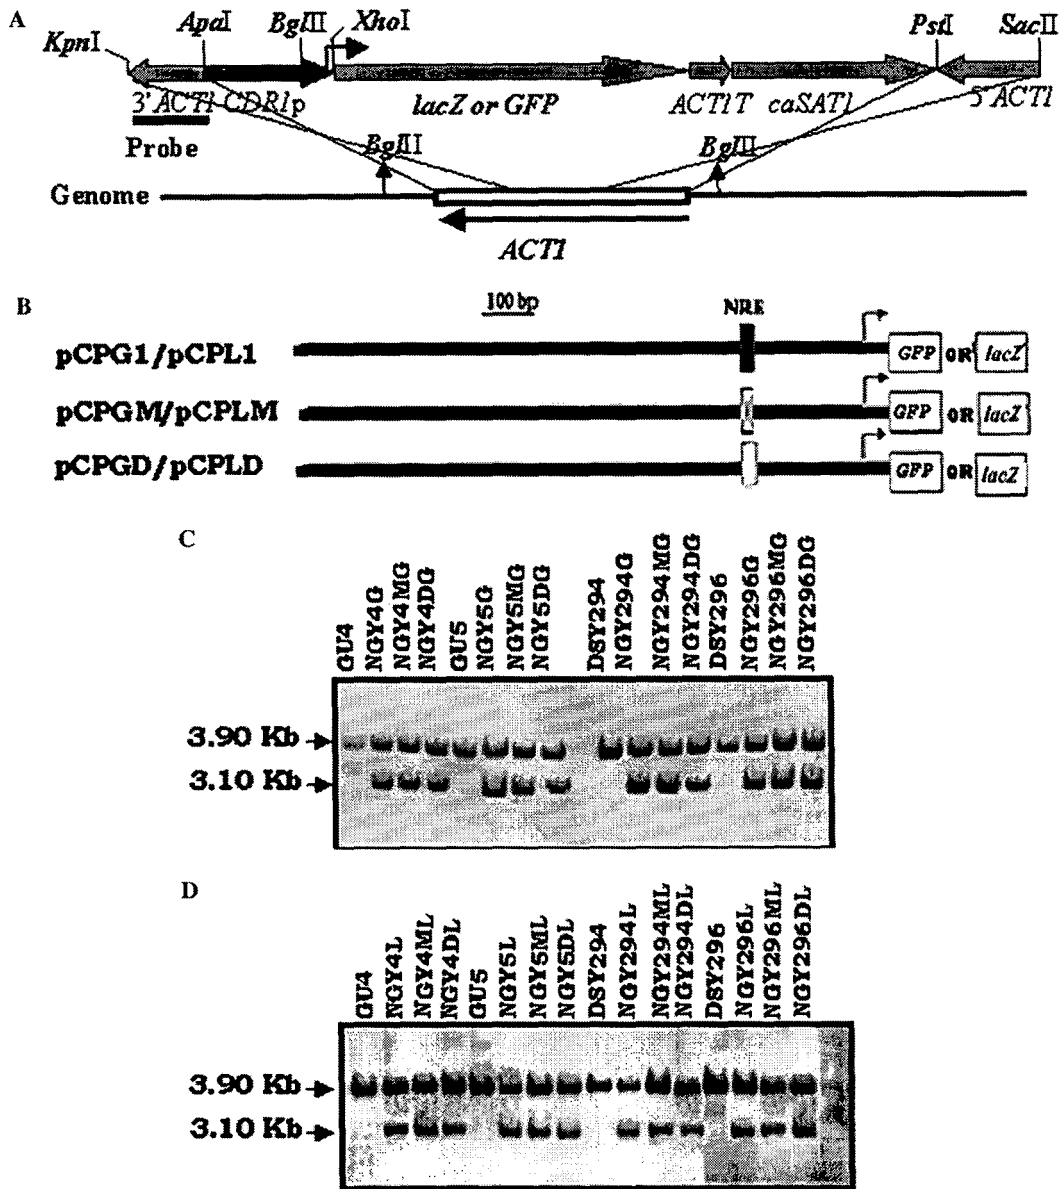 A
KpnI ApaI BglII XhoI PstI SacII
3' ACT1 CDR1p lacZ or GFP ACT1T caSAT1 5' ACT1
Probe
BglII BglII
Genome
ACT1
B
100 bp NRE
pCPG1/pCPL1 GFP OR lacZ
pCPGM/pCPLM GFP OR lacZ
pCPGD/pCPLD GFP OR lacZ
C
GU4 NGY4G NGY4MG NGY4DG GU5 NGY5G NGY5MG NGY5DG DSY294 NGY294G NGY294MG NGY294DG DSY296 NGY296G NGY296MG NGY296DG
3.90 Kb
3.10 Kb
D
GU4 NGY4L NGY4ML NGY4DL GU5 NGY5L NGY5ML NGY5DL DSY294 NGY294L NGY294ML NGY294DL DSY296 NGY296L NGY296ML NGY296DL
3.90 Kb
3.10 Kb